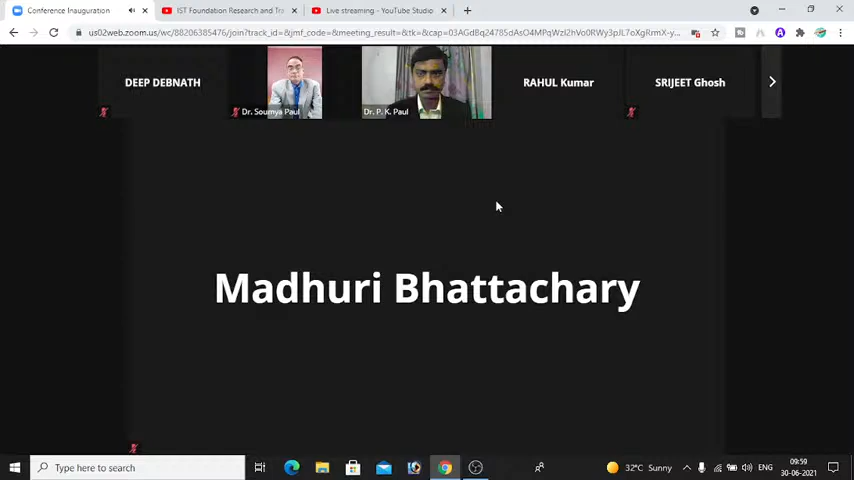 Conference Inauguration
IST Foundation Research and Tr
Live streaming - YouTube Studio
us02web.zoom.us/wc/88206385476/join?track_id=&jmf_code=&meeting_result=&tk=&cap=
DEEP DEBNATH
Dr. Soumya Paul
Dr. P. K. Paul
RAHUL Kumar
SRIJEET Ghosh
Madhuri Bhattachary
Type here to search
32°C Sunny
ENG
09:59
30-06-2021